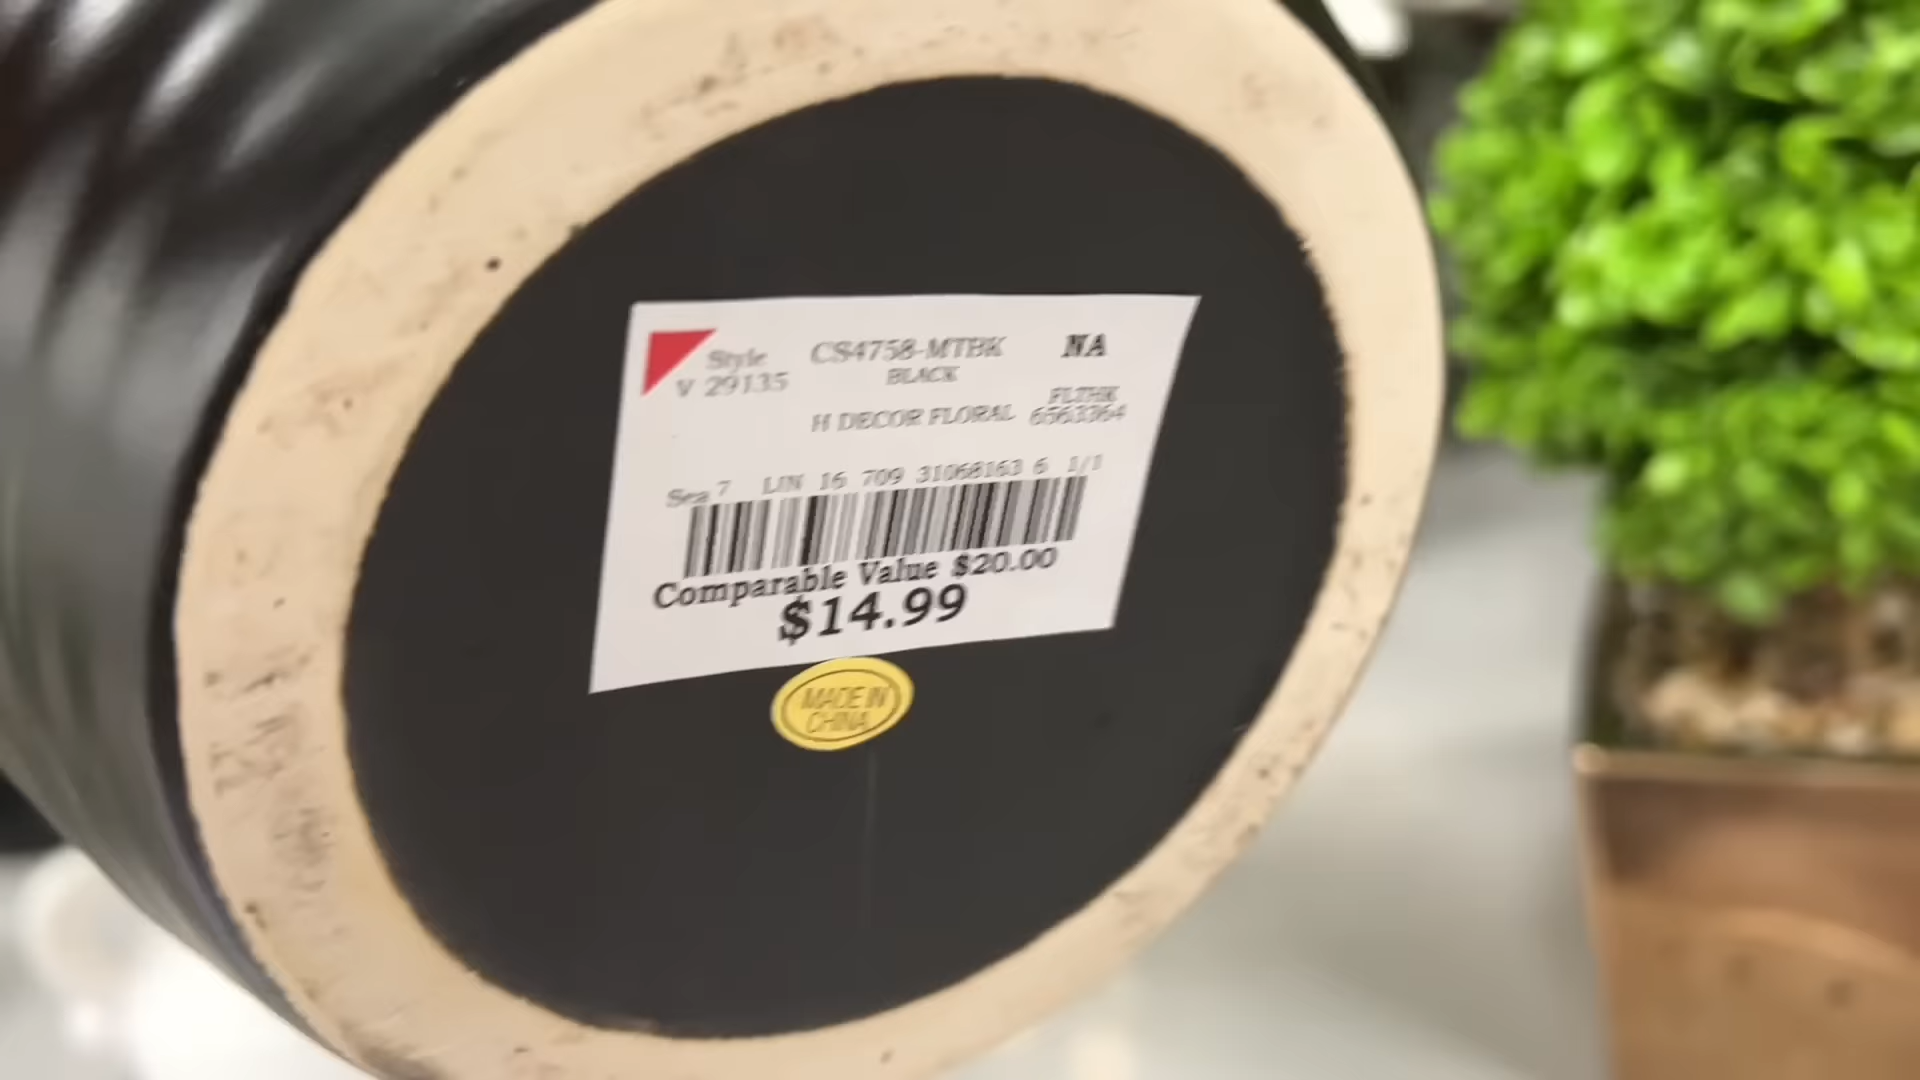 Style CS4758-MTBK NA
V 29135 BLACK
FLTHK
H DECOR FLORAL 6563364
Sea 7 LIN 16 709 31068163 6 1/1
Comparable Value $20.00
$14.99
MADE IN
CHINA